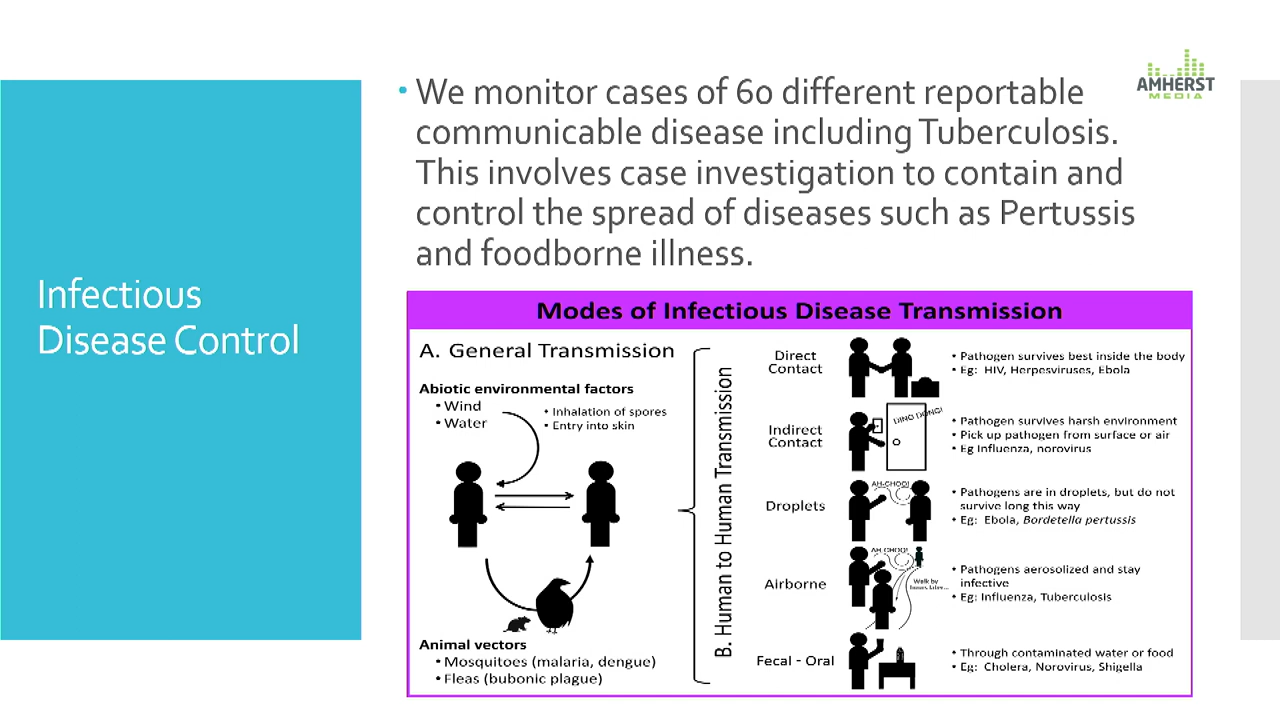 AMHERST
MEDIA
Infectious
Disease Control
• We monitor cases of 60 different reportable
communicable disease including Tuberculosis.
This involves case investigation to contain and
control the spread of diseases such as Pertussis
and foodborne illness.
Modes of Infectious Disease Transmission
A. General Transmission
Abiotic environmental factors
• Wind
• Water
• Inhalation of spores
• Entry into skin
Animal vectors
• Mosquitoes (malaria, dengue)
• Fleas (bubonic plague)
B. Human to Human Transmission
Direct
Contact
• Pathogen survives best inside the body
• Eg: HIV, Herpesviruses, Ebola
Indirect
Contact
DING DONG!
• Pathogen survives harsh environment
• Pick up pathogen from surface or air
• Eg Influenza, norovirus
Droplets
AH-CHOO!
• Pathogens are in droplets, but do not
survive long this way
• Eg: Ebola, Bordetella pertussis
Airborne
AH CHOO!
Walk by
hours later...
• Pathogens aerosolized and stay
infective
• Eg: Influenza, Tuberculosis
Fecal - Oral
• Through contaminated water or food
• Eg: Cholera, Norovirus, Shigella